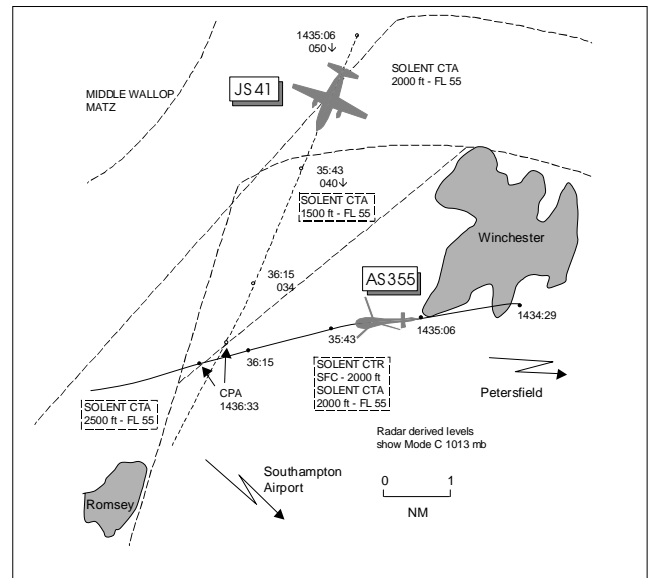 1435:06
050↓
SOLENT CTA
2000 ft - FL 55
JS41
MIDDLE WALLOP
MATZ
35:43
040↓
SOLENT CTA
1500 ft - FL 55
Winchester
36:15
034
AS355
1434:29
1435:06
35:43
36:15
SOLENT CTR
SFC - 2000 ft
SOLENT CTA
2000 ft - FL 55
Petersfield
CPA
1436:33
SOLENT CTA
2500 ft - FL 55
Radar derived levels
show Mode C 1013 mb
Southampton
Airport
0 1
NM
Romsey